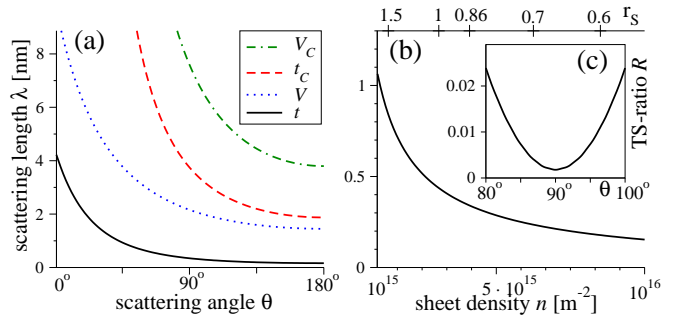 (a)
V_C
t_C
V
t
scattering length λ [nm]
8
6
4
2
0
0°
90°
180°
scattering angle θ
1.5
1
0.86
0.7
0.6
r_S
(b)
1
0.5
0
10^15
5·10^15
10^16
sheet density n [m^-2]
(c)
0.02
0.01
0
80°
90°
θ
100°
TS-ratio R